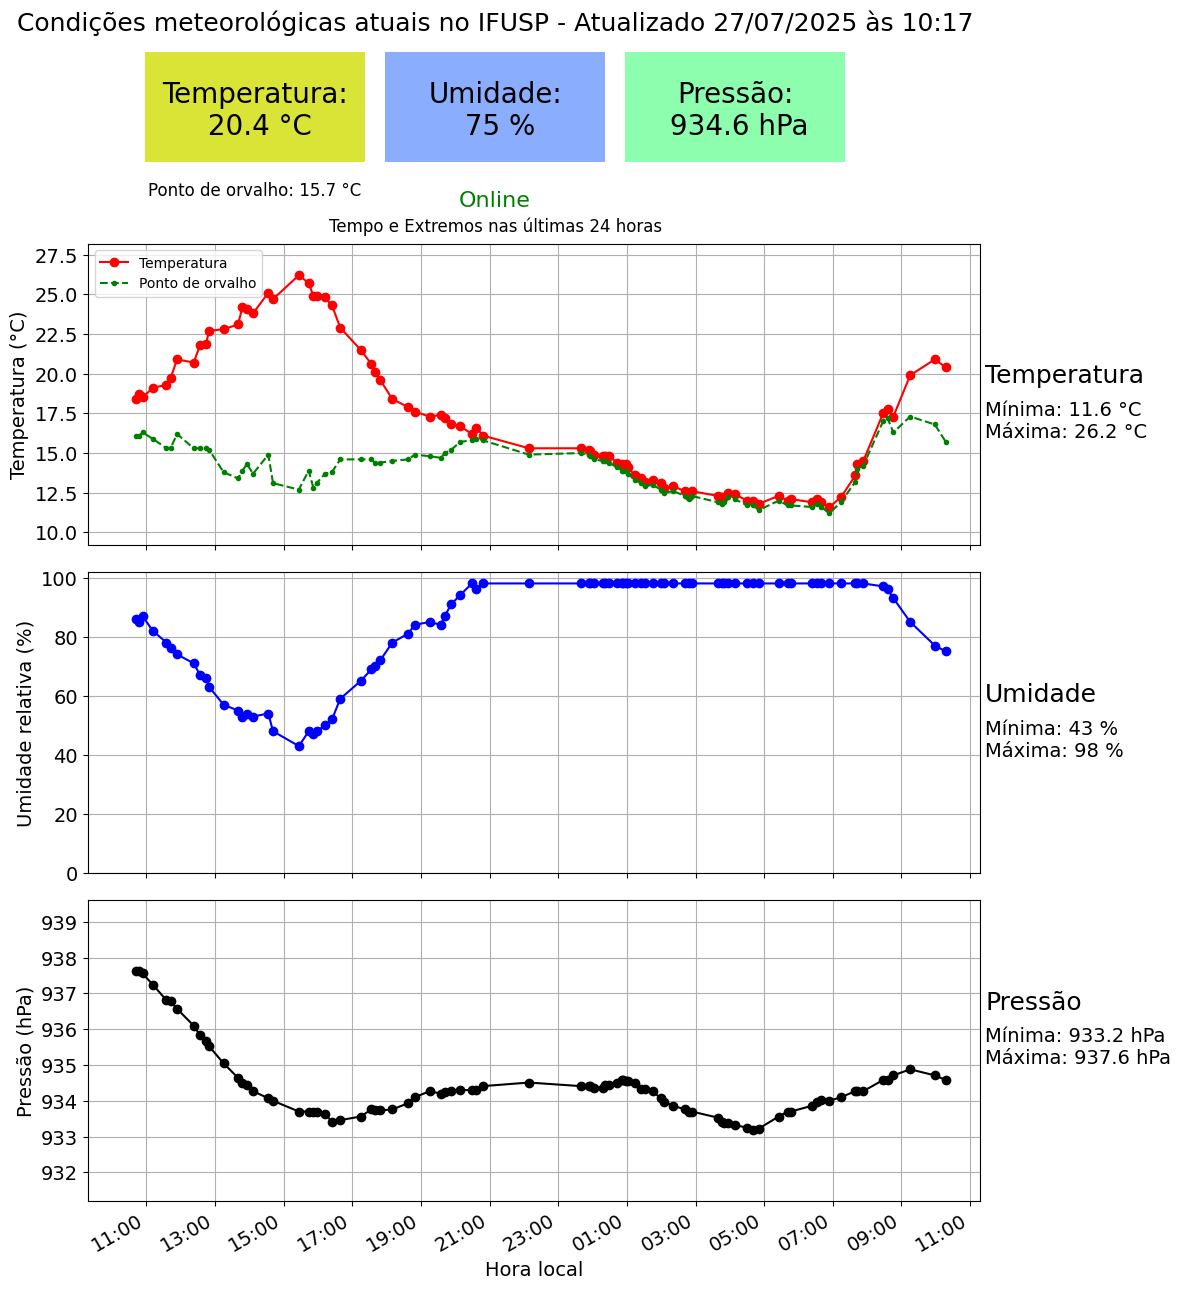 Condições meteorológicas atuais no IFUSP - Atualizado 27/07/2025 às 10:17
Temperatura:
20.4 °C
Umidade:
75 %
Pressão:
934.6 hPa
Ponto de orvalho: 15.7 °C
Online
Tempo e Extremos nas últimas 24 horas
Temperatura (°C)
27.5
25.0
22.5
20.0
17.5
15.0
12.5
10.0
Temperatura
Ponto de orvalho
Temperatura
Mínima: 11.6 °C
Máxima: 26.2 °C
Umidade relativa (%)
100
80
60
40
20
0
Umidade
Mínima: 43 %
Máxima: 98 %
Pressão (hPa)
939
938
937
936
935
934
933
932
Pressão
Mínima: 933.2 hPa
Máxima: 937.6 hPa
11:00 13:00 15:00 17:00 19:00 21:00 23:00 01:00 03:00 05:00 07:00 09:00 11:00
Hora local